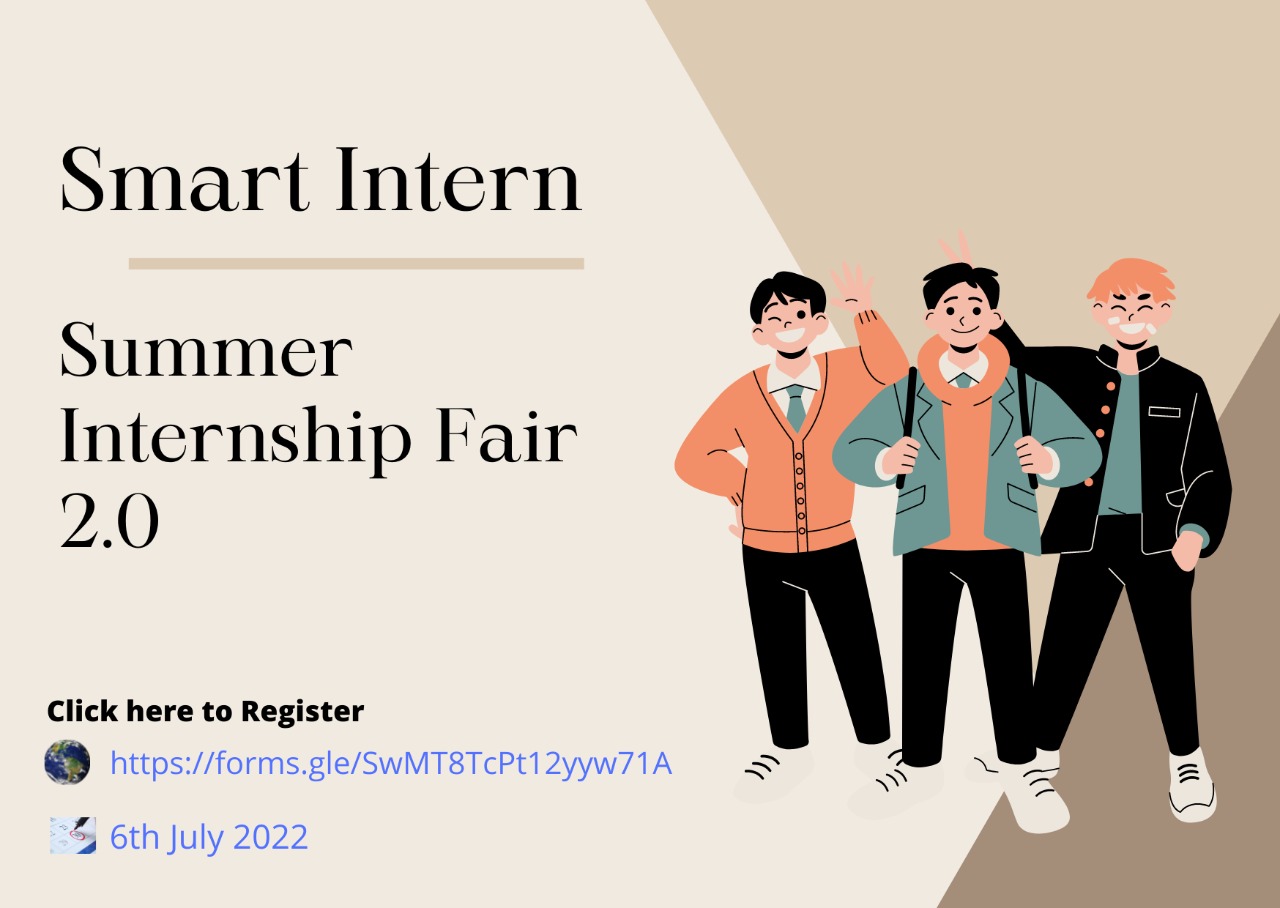 Smart Intern
Summer
Internship Fair
2.0
Click here to Register
https://forms.gle/SwMT8TcPt12yyw71A
6th July 2022